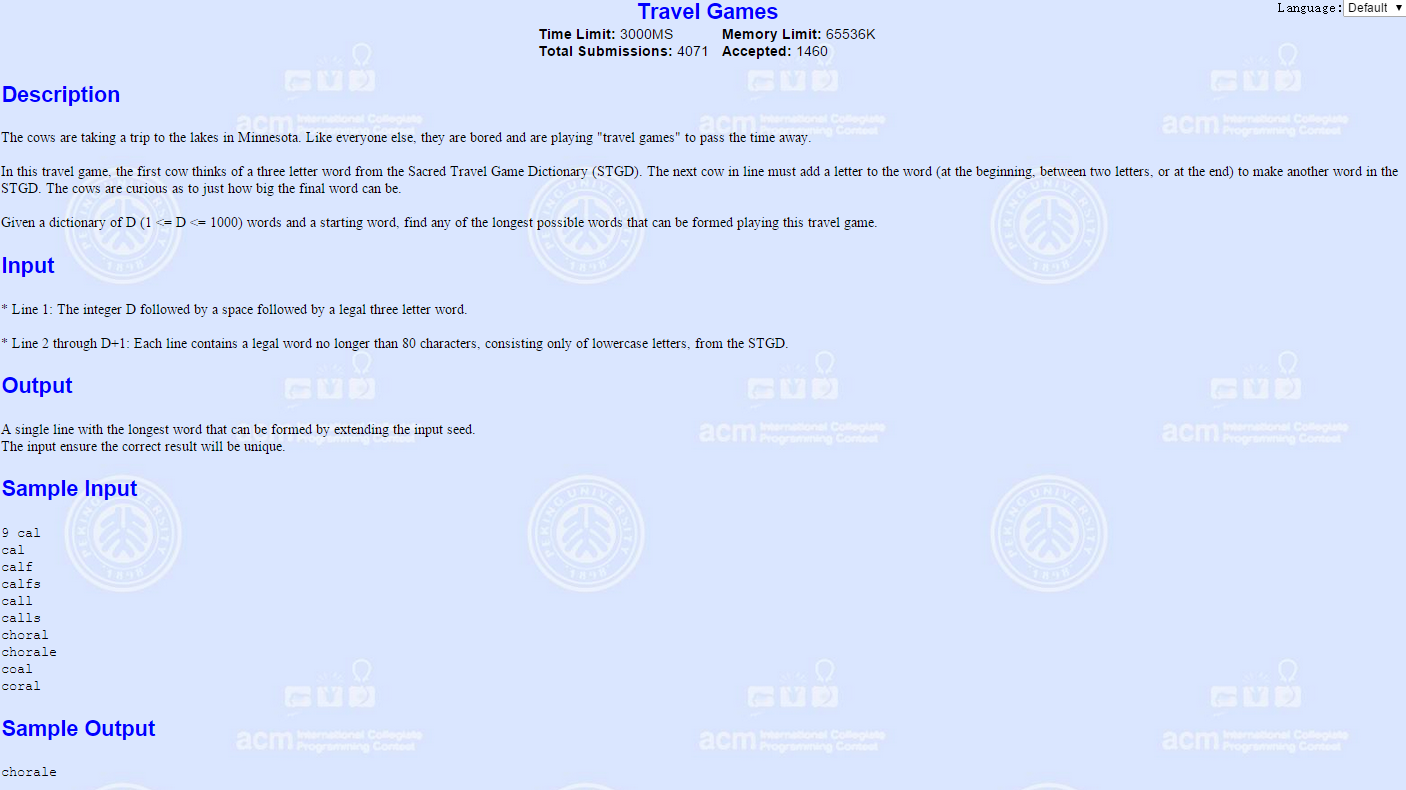 Travel Games
Language: Default
Time Limit: 3000MS Memory Limit: 65536K
Total Submissions: 4071 Accepted: 1460
Description
The cows are taking a trip to the lakes in Minnesota. Like everyone else, they are bored and are playing "travel games" to pass the time away.
In this travel game, the first cow thinks of a three letter word from the Sacred Travel Game Dictionary (STGD). The next cow in line must add a letter to the word (at the beginning, between two letters, or at the end) to make another word in the
STGD. The cows are curious as to just how big the final word can be.
Given a dictionary of D (1 <= D <= 1000) words and a starting word, find any of the longest possible words that can be formed playing this travel game.
Input
* Line 1: The integer D followed by a space followed by a legal three letter word.
* Line 2 through D+1: Each line contains a legal word no longer than 80 characters, consisting only of lowercase letters, from the STGD.
Output
A single line with the longest word that can be formed by extending the input seed.
The input ensure the correct result will be unique.
Sample Input
9 cal
cal
calf
calfs
call
calls
choral
chorale
coal
coral
Sample Output
chorale
acm International Collegiate
Programming Contest
PEKING UNIVERSITY
1898